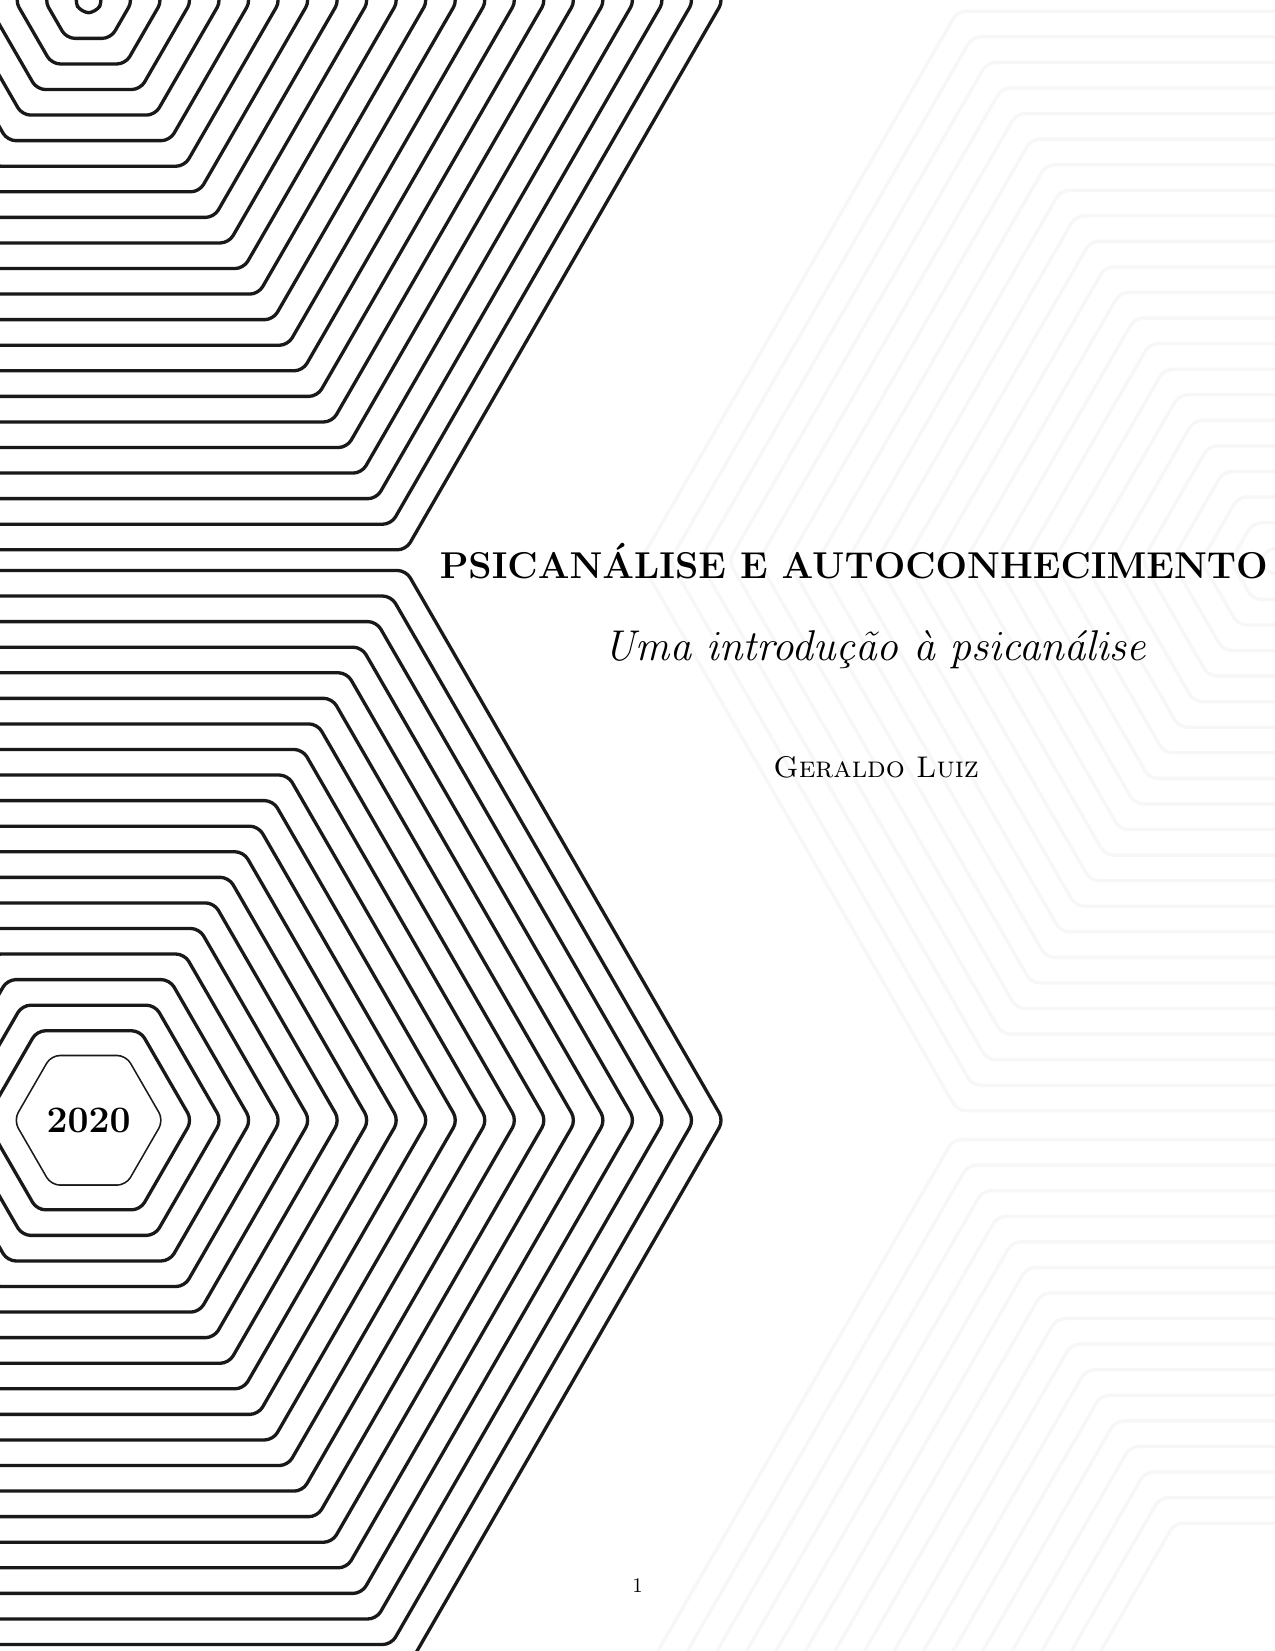 PSICANÁLISE E AUTOCONHECIMENTO
Uma introdução à psicanálise
Geraldo Luiz
2020
1